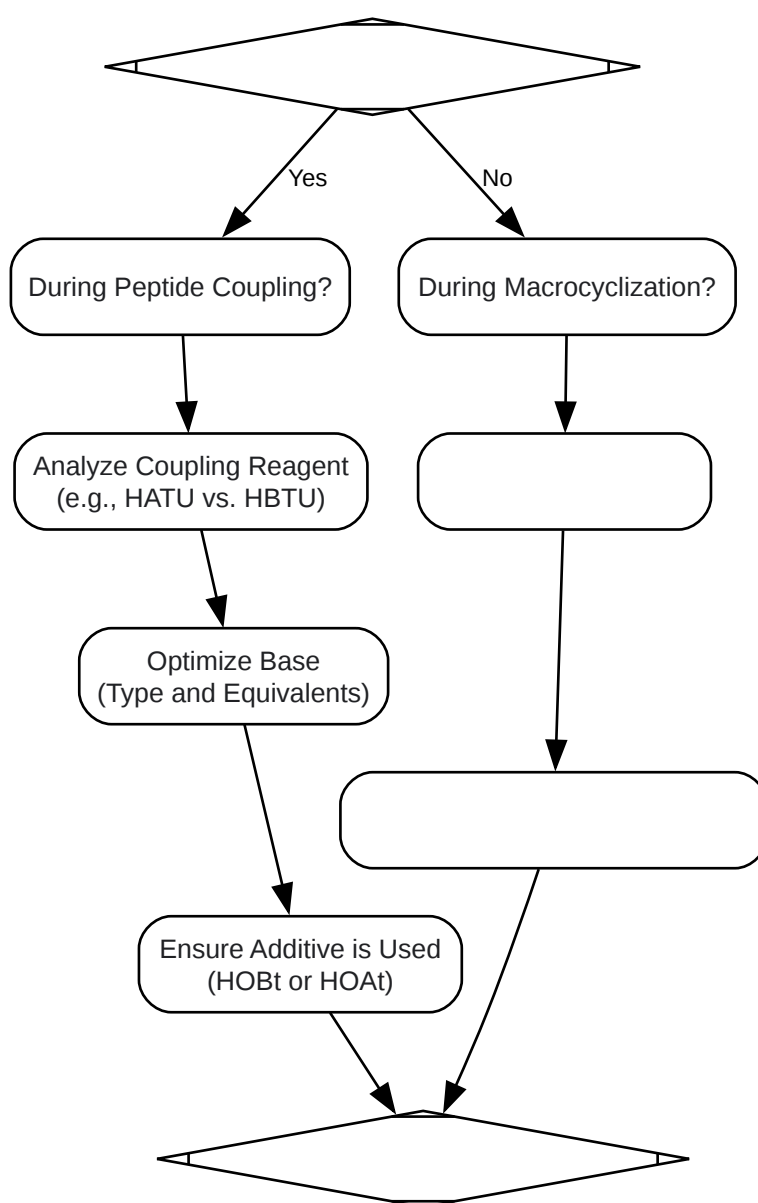 Yes
No
During Peptide Coupling?
During Macrocyclization?
Analyze Coupling Reagent
(e.g., HATU vs. HBTU)
Optimize Base
(Type and Equivalents)
Ensure Additive is Used
(HOBt or HOAt)